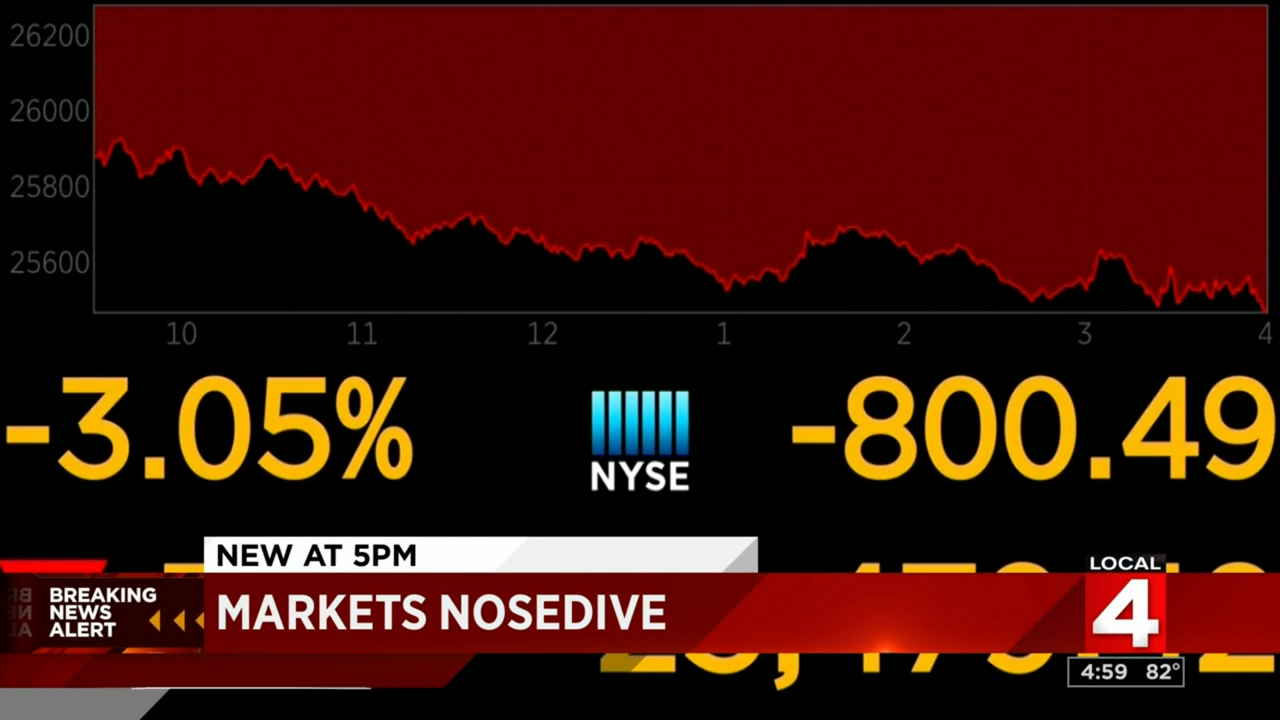 26200
26000
25800
25600
10 11 12 1 2 3 4
-3.05%
NYSE
-800.49
NEW AT 5PM
BREAKING
NEWS
ALERT
MARKETS NOSEDIVE
LOCAL
4
4:59 82°